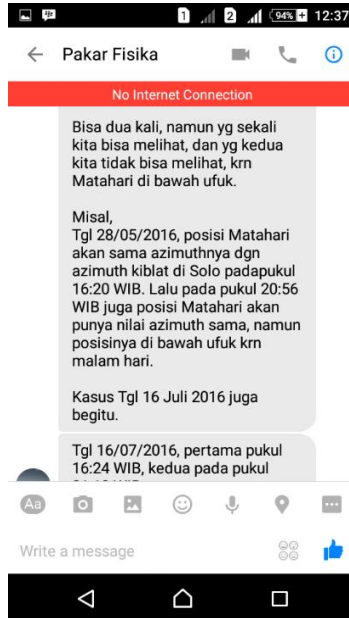 1 2 94% 12:37
Pakar Fisika
No Internet Connection
Bisa dua kali, namun yg sekali
kita bisa melihat, dan yg kedua
kita tidak bisa melihat, krn
Matahari di bawah ufuk.
Misal,
Tgl 28/05/2016, posisi Matahari
akan sama azimuthnya dgn
azimuth kiblat di Solo padapukul
16:20 WIB. Lalu pada pukul 20:56
WIB juga posisi Matahari akan
punya nilai azimuth sama, namun
posisinya di bawah ufuk krn
malam hari.
Kasus Tgl 16 Juli 2016 juga
begitu.
Tgl 16/07/2016, pertama pukul
16:24 WIB, kedua pada pukul
Aa
Write a message